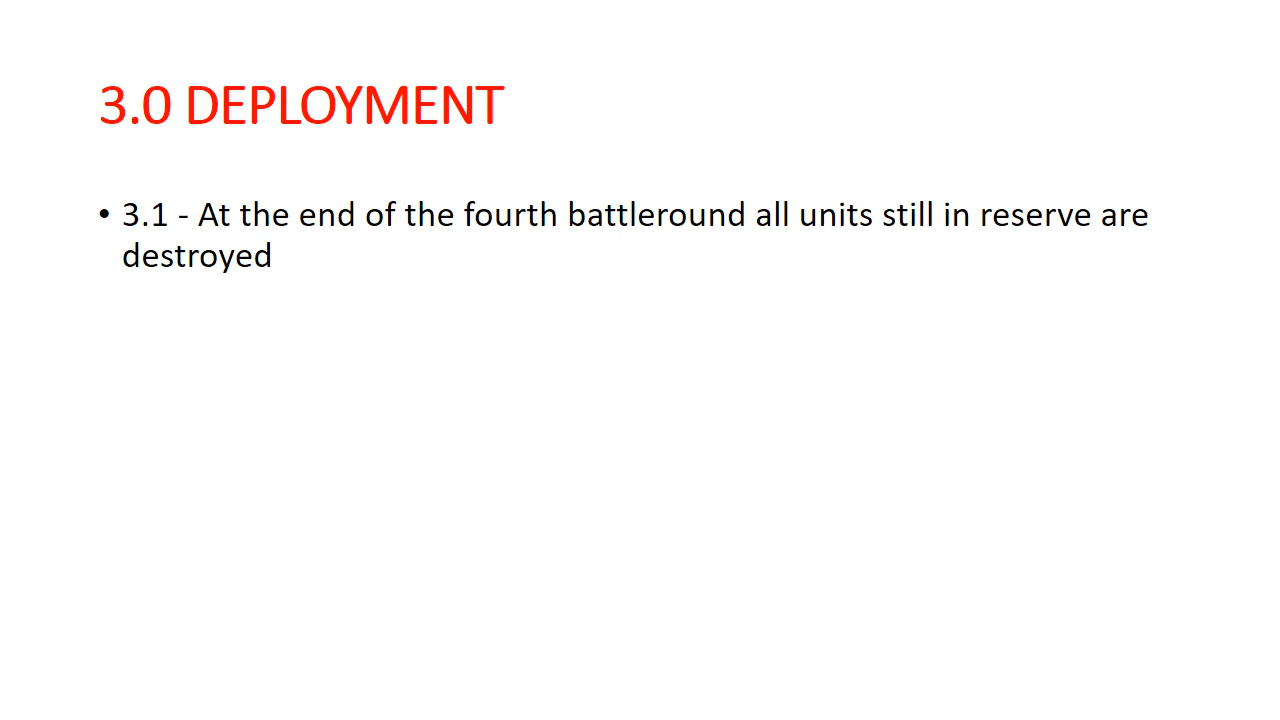 3.0 DEPLOYMENT
• 3.1 - At the end of the fourth battleround all units still in reserve are
destroyed